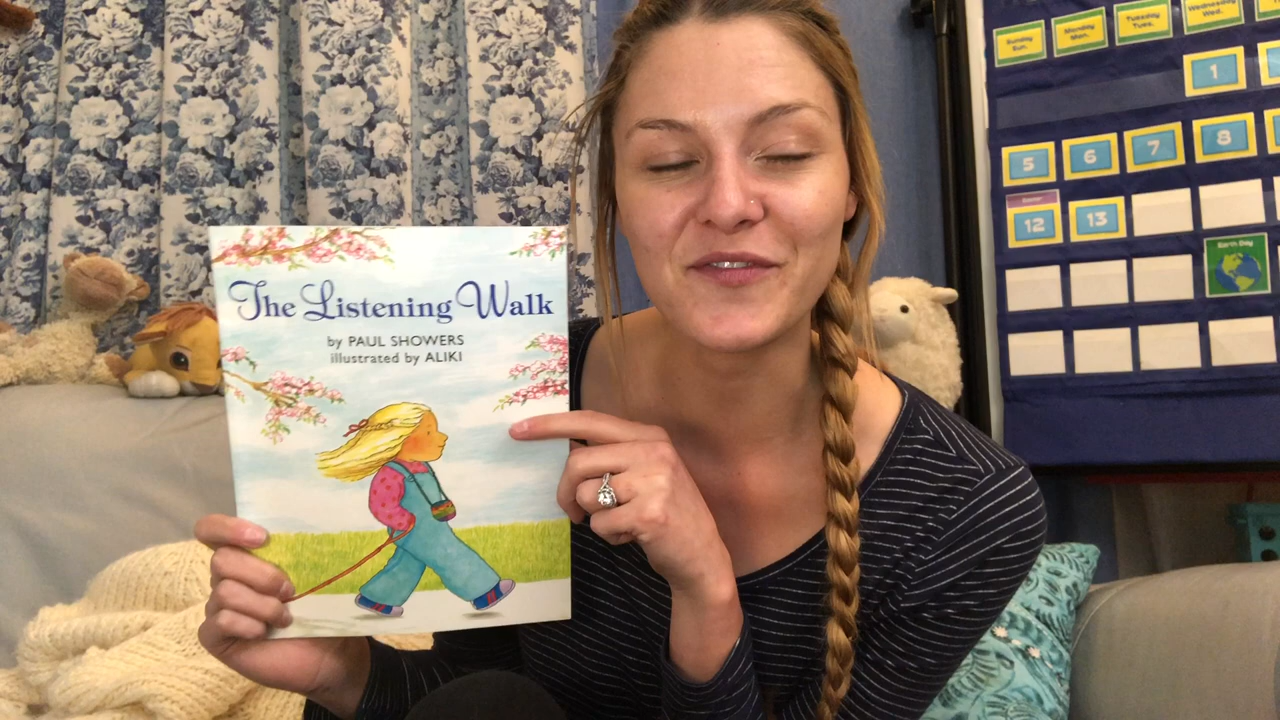 The Listening Walk
by PAUL SHOWERS
illustrated by ALIKI
Sunday
Sun.
Monday
Mon.
Tuesday
Tues.
Wednesday
Wed.
1
5
6
7
8
Easter
12
13
Earth Day